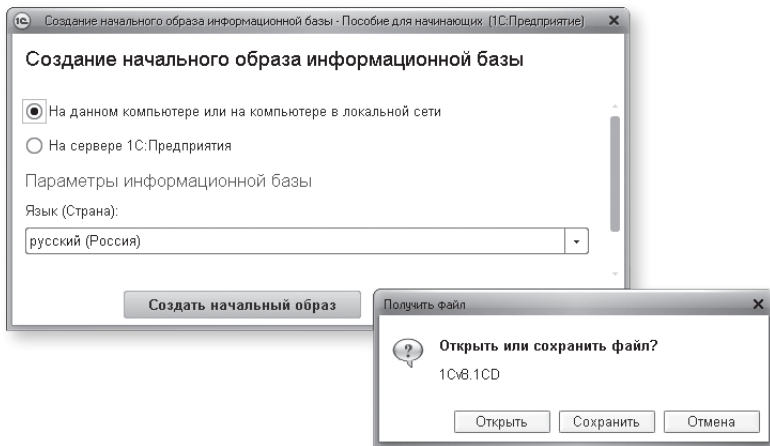 1С Создание начального образа информационной базы - Пособие для начинающих (1С:Предприятие)
Создание начального образа информационной базы
На данном компьютере или на компьютере в локальной сети
На сервере 1С:Предприятия
Параметры информационной базы
Язык (Страна):
русский (Россия)
Создать начальный образ
Получить файл
Открыть или сохранить файл?
1Cv8.1CD
Открыть Сохранить Отмена